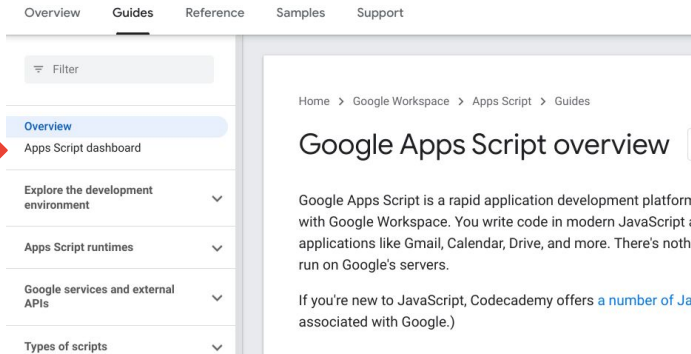 Overview Guides Reference Samples Support
Filter
Overview
Apps Script dashboard
Explore the development
environment
Apps Script runtimes
Google services and external
APIs
Types of scripts
Home > Google Workspace > Apps Script > Guides
Google Apps Script overview
Google Apps Script is a rapid application development platform
with Google Workspace. You write code in modern JavaScript
applications like Gmail, Calendar, Drive, and more. There's
run on Google's servers.
If you're new to JavaScript, Codecademy offers a number of
associated with Google.)